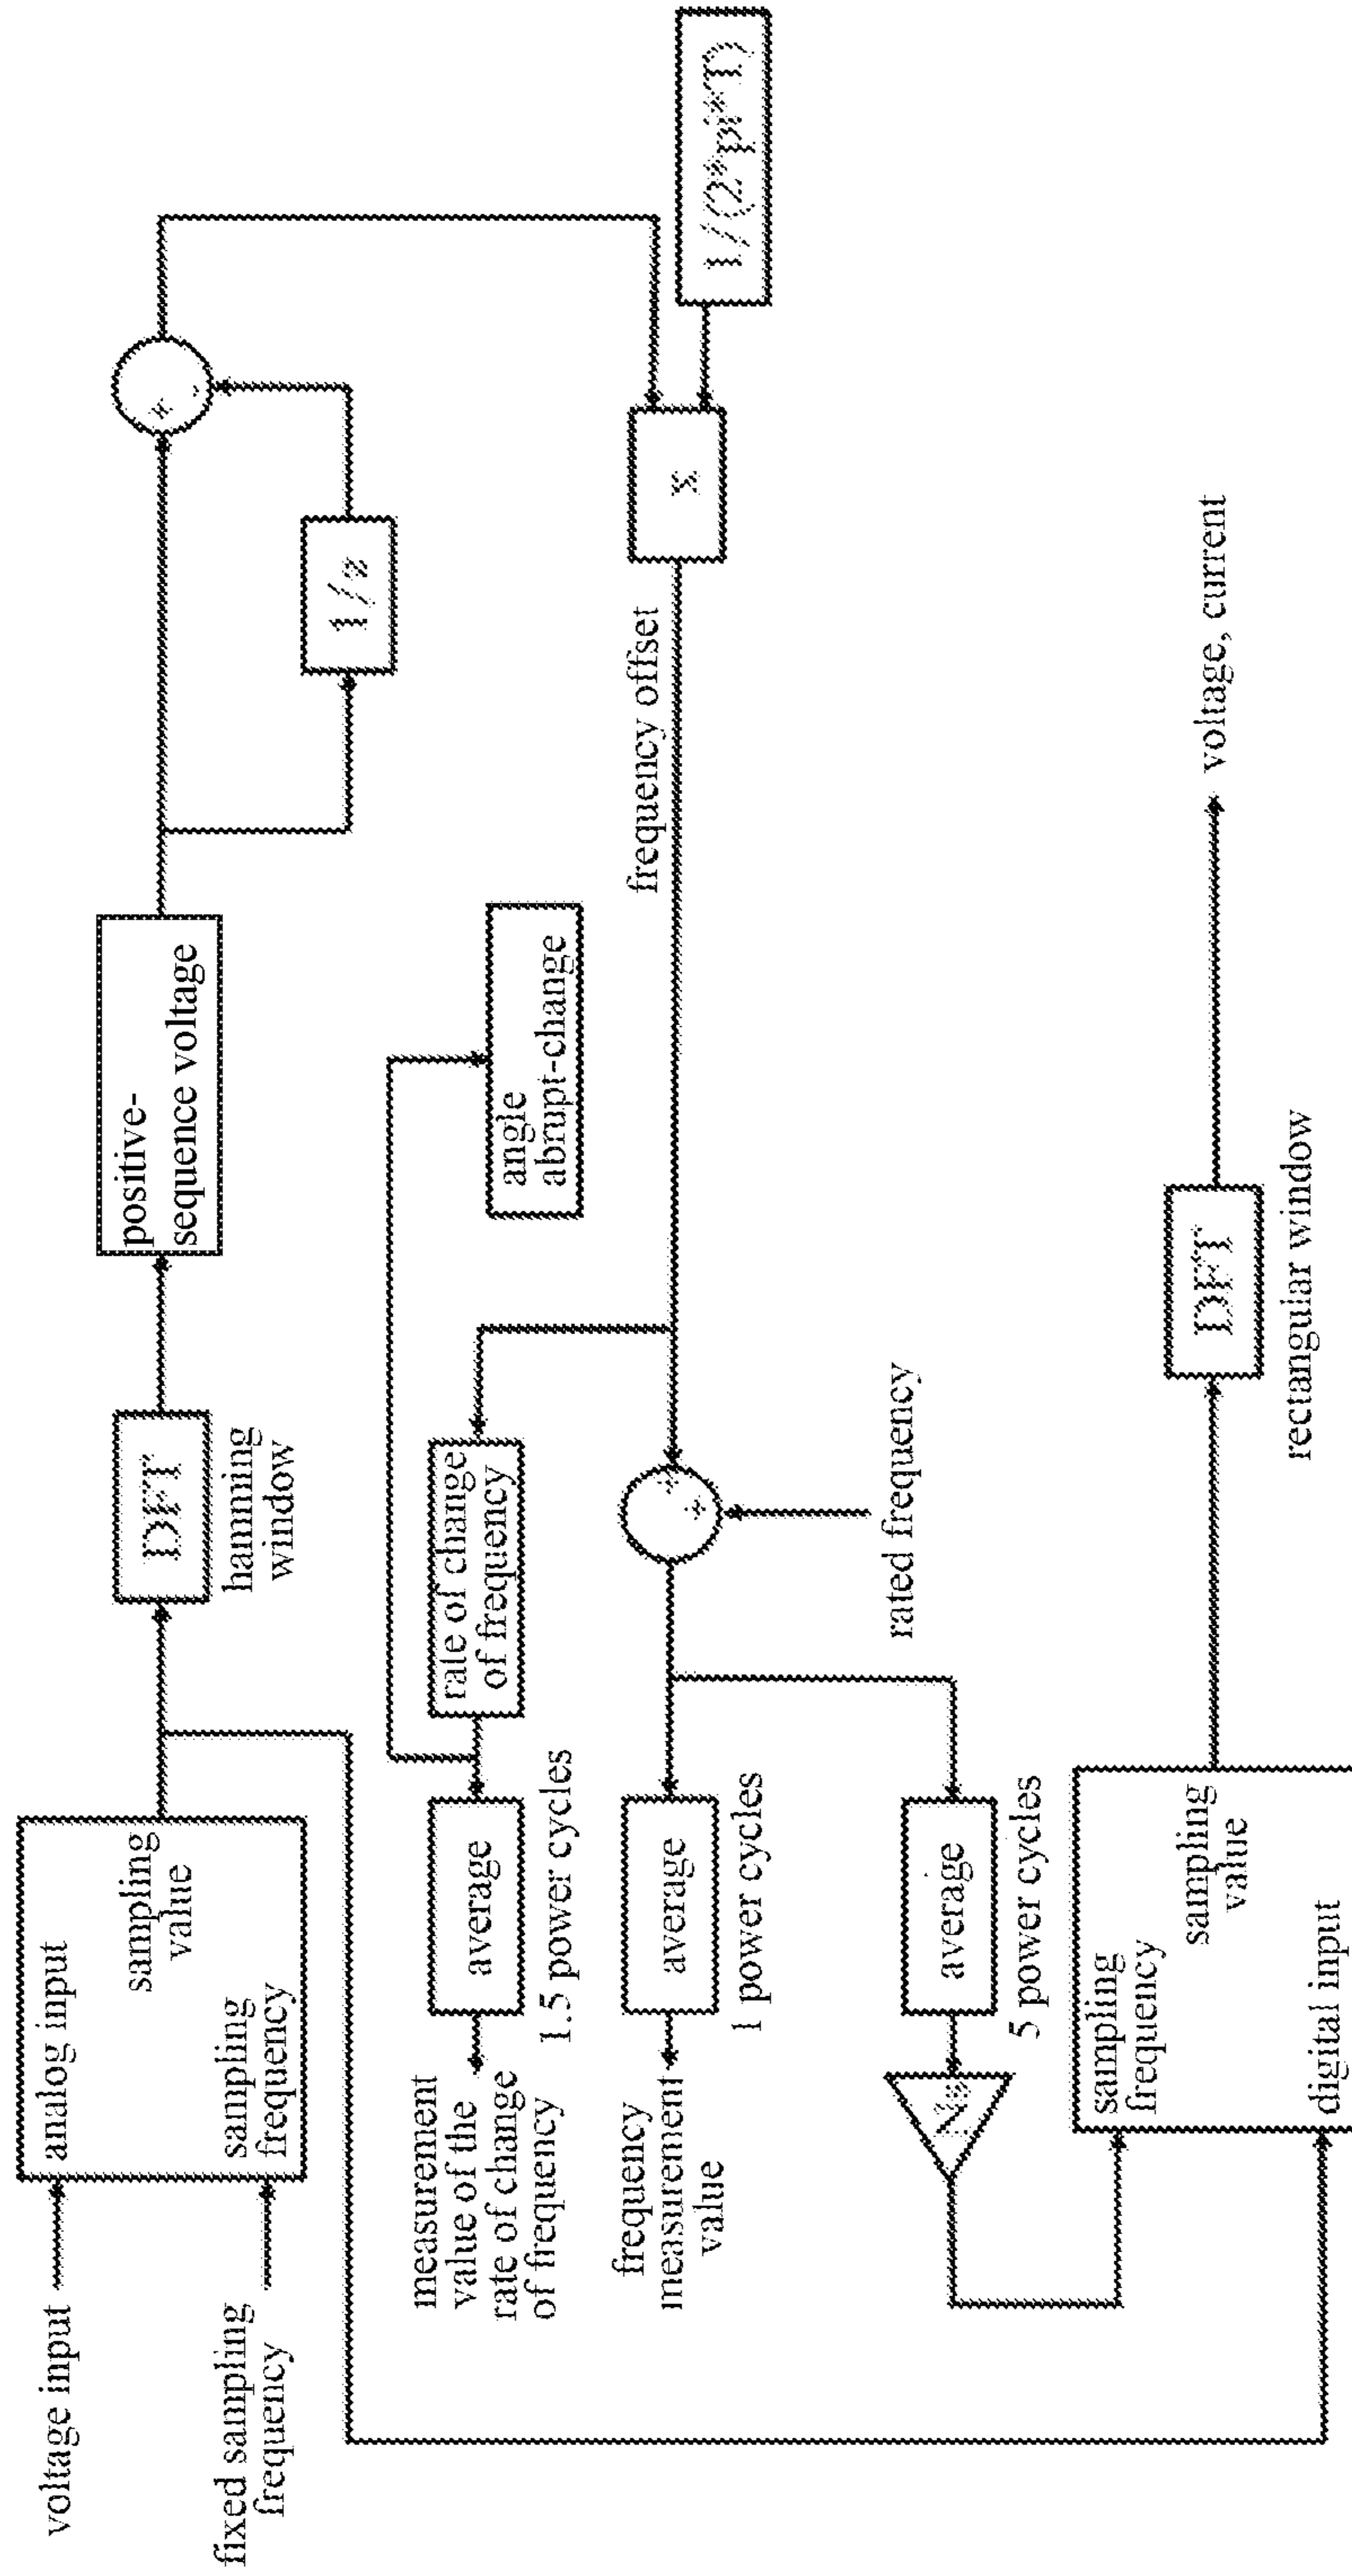 voltage input
fixed sampling
frequency
analog input
sampling
value
sampling
frequency
DFT
hamming
window
positive-
sequence voltage
1/z
+
-
1/(2*pi*T)
x
frequency offset
angle
abrupt-change
rate of change
of frequency
average
1.5 power cycles
measurement
value of the
rate of change
of frequency
+
+
rated frequency
average
1 power cycles
frequency
measurement
value
average
5 power cycles
sampling
frequency
sampling
value
digital input
DFT
rectangular window
voltage, current